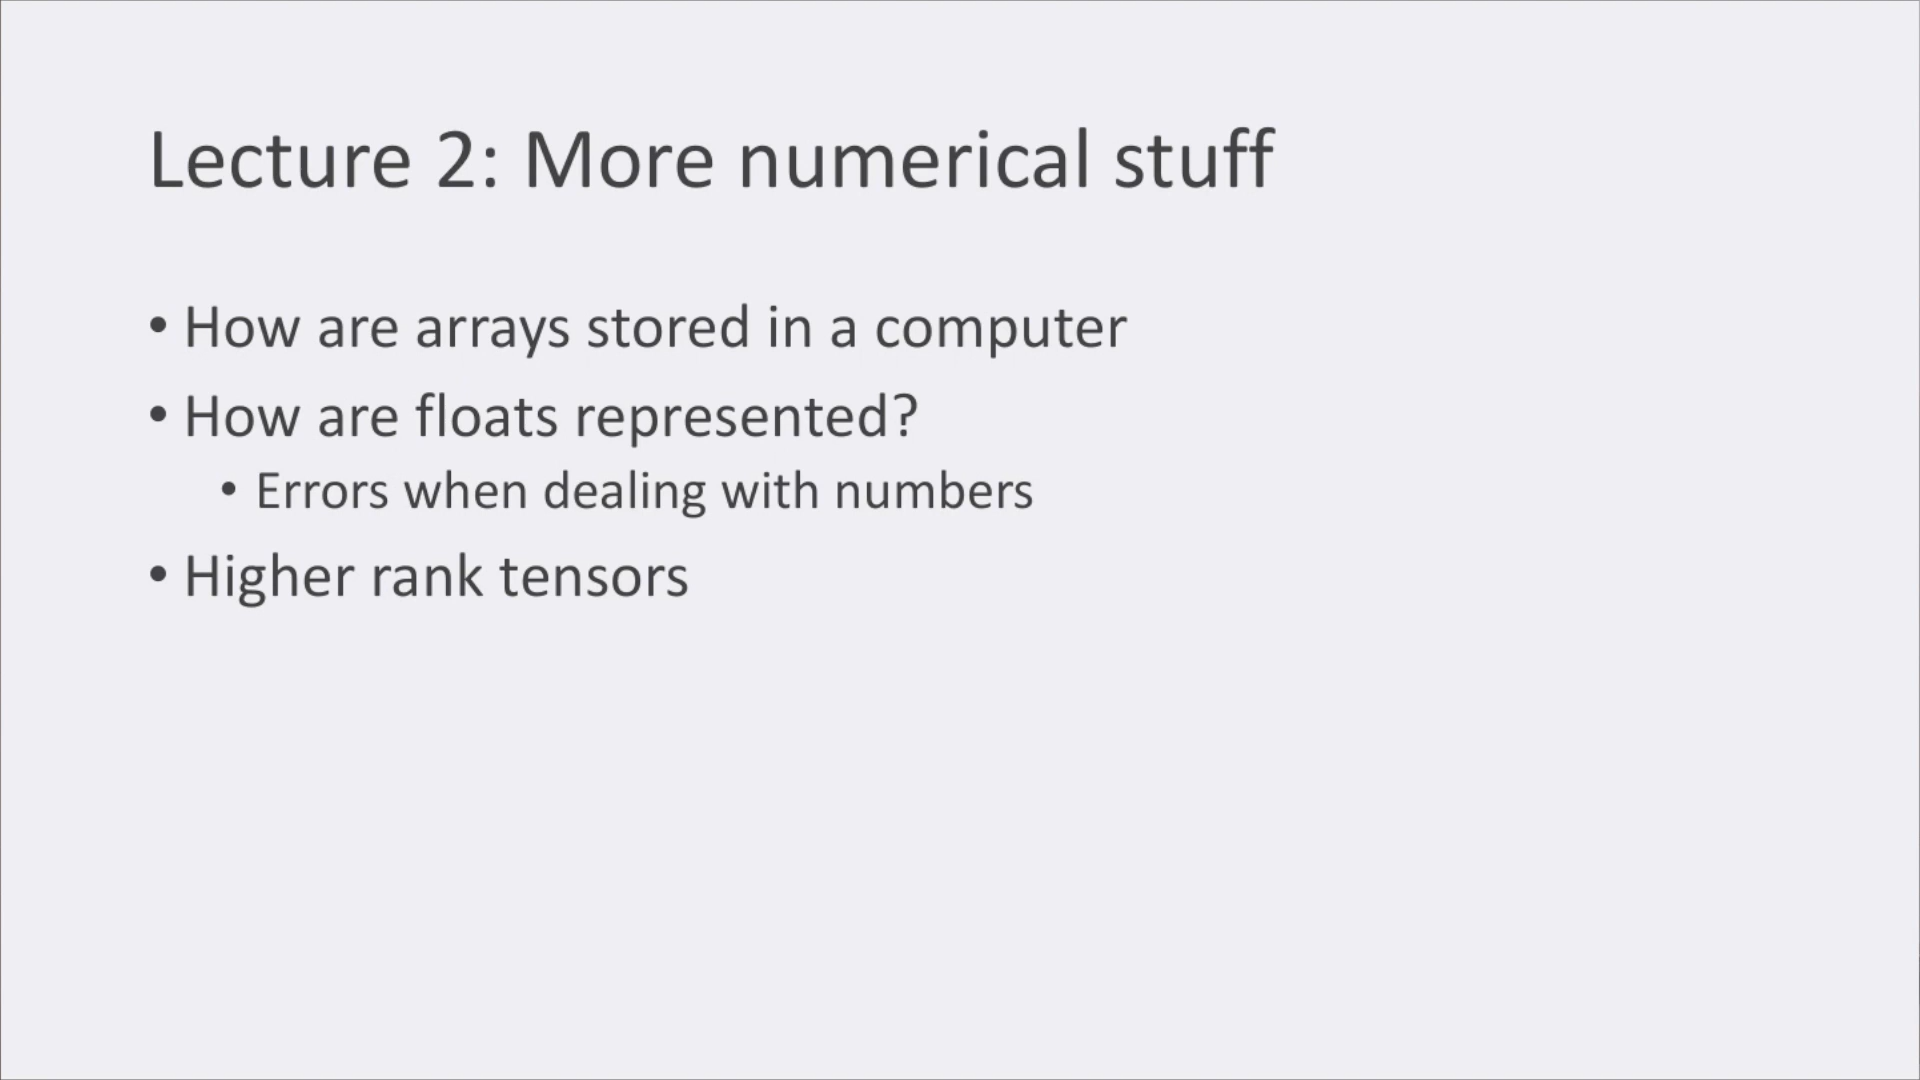 Lecture 2: More numerical stuff
• How are arrays stored in a computer
• How are floats represented?
• Errors when dealing with numbers
• Higher rank tensors